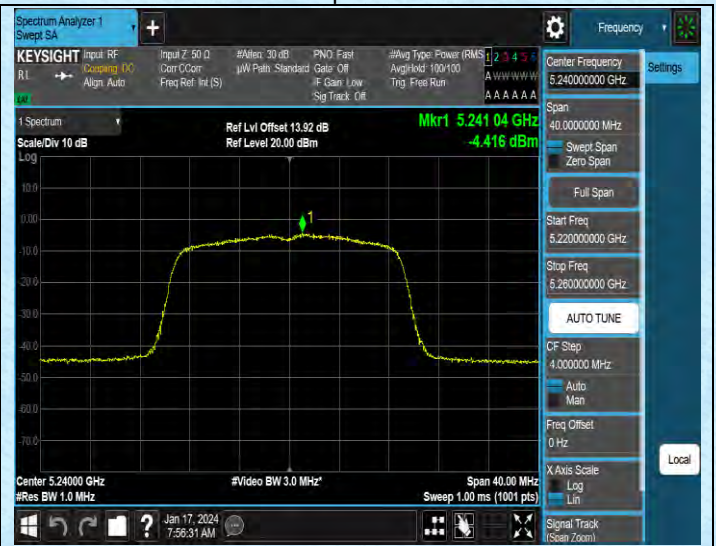 Spectrum Analyzer 1
Swept SA
+
Frequency
KEYSIGHT
Input: RF
Coupling: DC
Align: Auto
Input Z: 50 Ω
Corr CCorr
Freq Ref: Int (S)
#Atten: 30 dB
µW Path: Standard
PNO: Fast
Gate: Off
IF Gain: Low
Sig Track: Off
#Avg Type: Power (RMS
Avg|Hold: 100/100
Trig: Free Run
1 2 3 4 5 6
A W W W W W
A A A A A A
1 Spectrum
Scale/Div 10 dB
Log
Ref Lvl Offset 13.92 dB
Ref Level 20.00 dBm
Mkr1 5.241 04 GHz
-4.416 dBm
10.0
0.00
-10.0
-20.0
-30.0
-40.0
-50.0
-60.0
-70.0
1
Center 5.24000 GHz
#Res BW 1.0 MHz
#Video BW 3.0 MHz*
Span 40.00 MHz
Sweep 1.00 ms (1001 pts)
Jan 17, 2024
7:56:31 AM
?
Center Frequency
5.240000000 GHz
Span
40.0000000 MHz
Swept Span
Zero Span
Full Span
Start Freq
5.220000000 GHz
Stop Freq
5.260000000 GHz
AUTO TUNE
CF Step
4.000000 MHz
Auto
Man
Freq Offset
0 Hz
X Axis Scale
Log
Lin
Signal Track
(Span Zoom)
Settings
Local